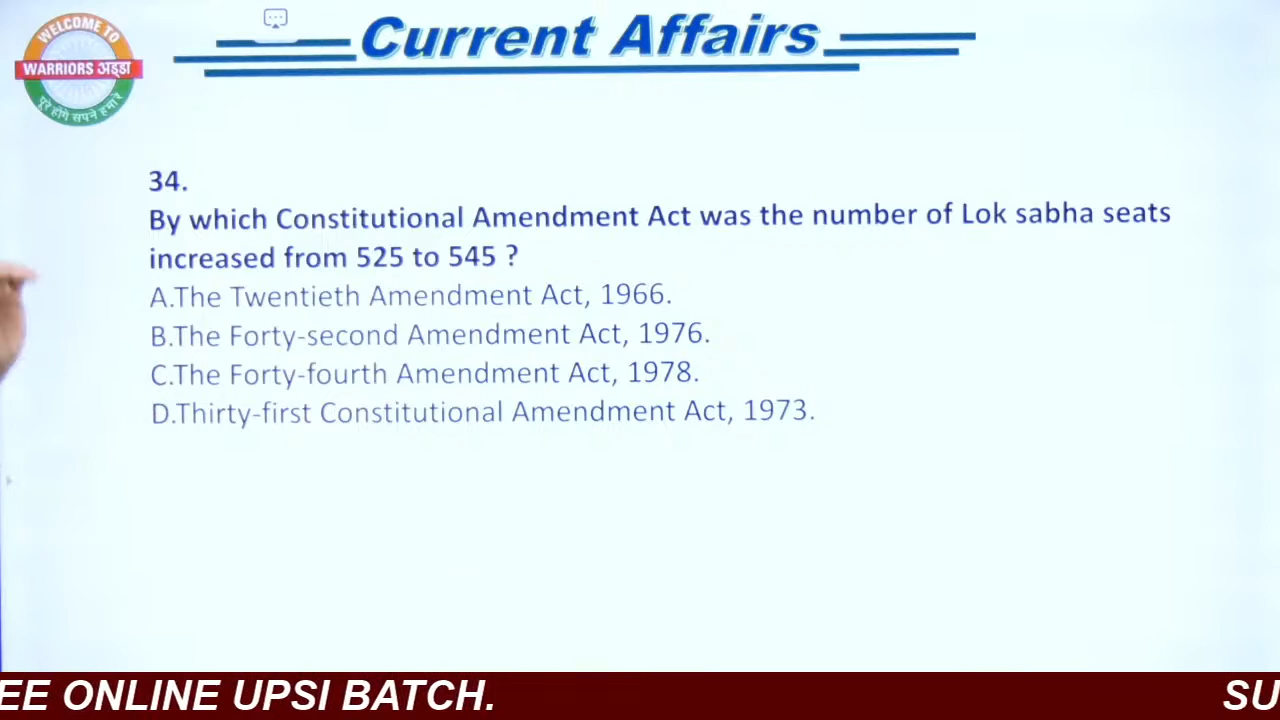 WELCOME TO
WARRIORS अड्डा
पूरे होंगे सपने हमारे
Current Affairs
34.
By which Constitutional Amendment Act was the number of Lok sabha seats
increased from 525 to 545 ?
A.The Twentieth Amendment Act, 1966.
B.The Forty-second Amendment Act, 1976.
C.The Forty-fourth Amendment Act, 1978.
D.Thirty-first Constitutional Amendment Act, 1973.
EE ONLINE UPSI BATCH.
SU